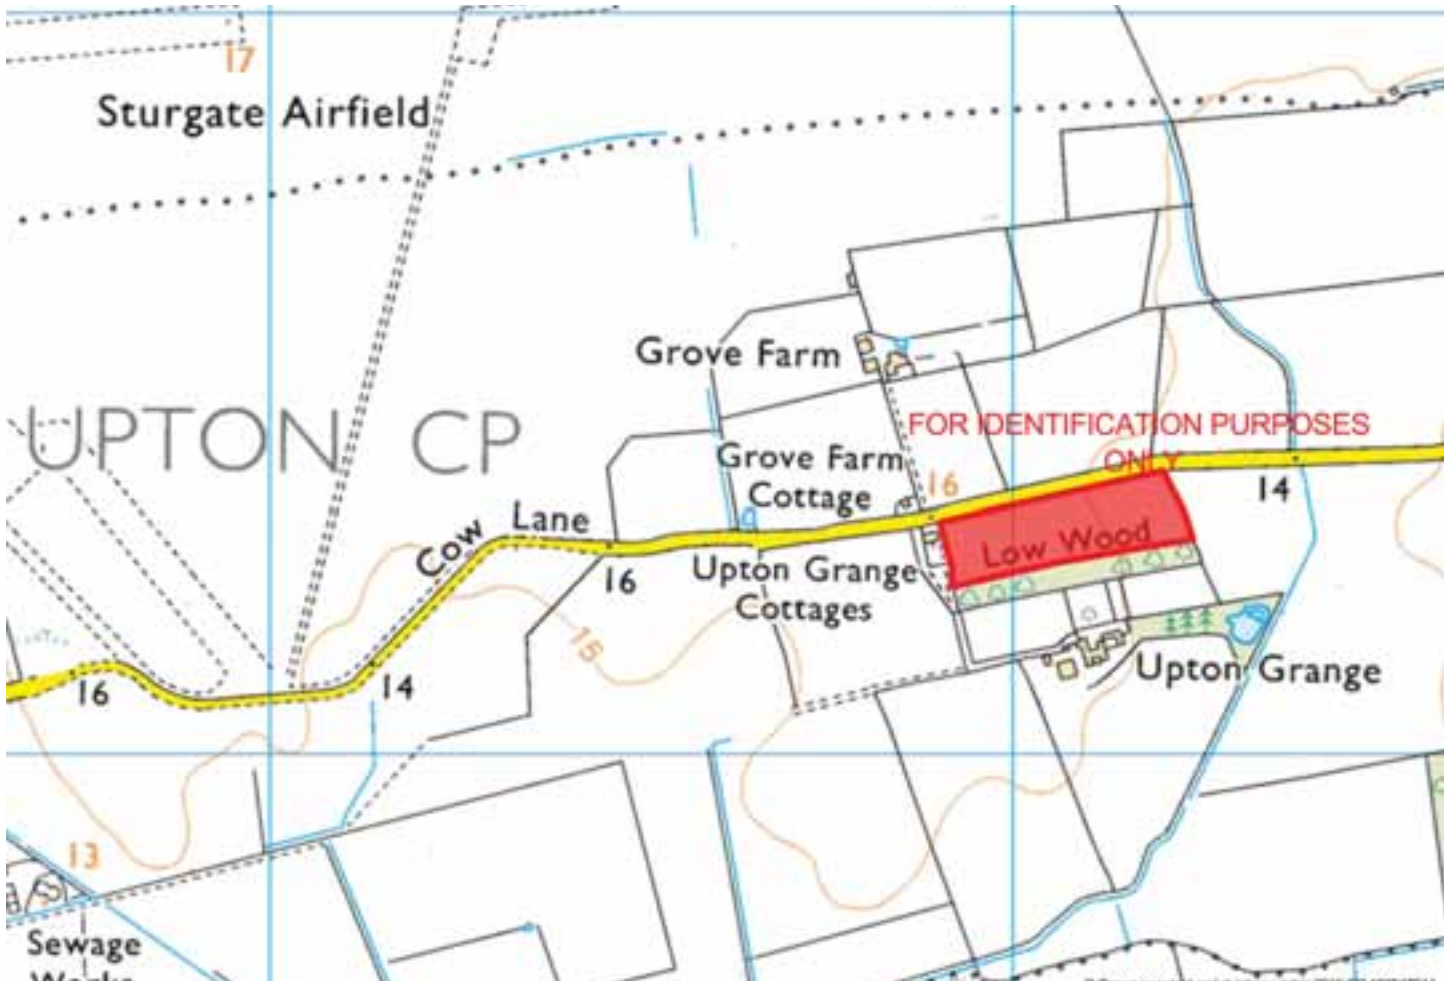 17
Sturgate Airfield
Grove Farm
UPTON CP
FOR IDENTIFICATION PURPOSES
ONLY
Grove Farm
Cottage
16
14
Cow Lane
16
Upton Grange
Cottages
Low Wood
15
16
14
Upton Grange
13
Sewage
Works